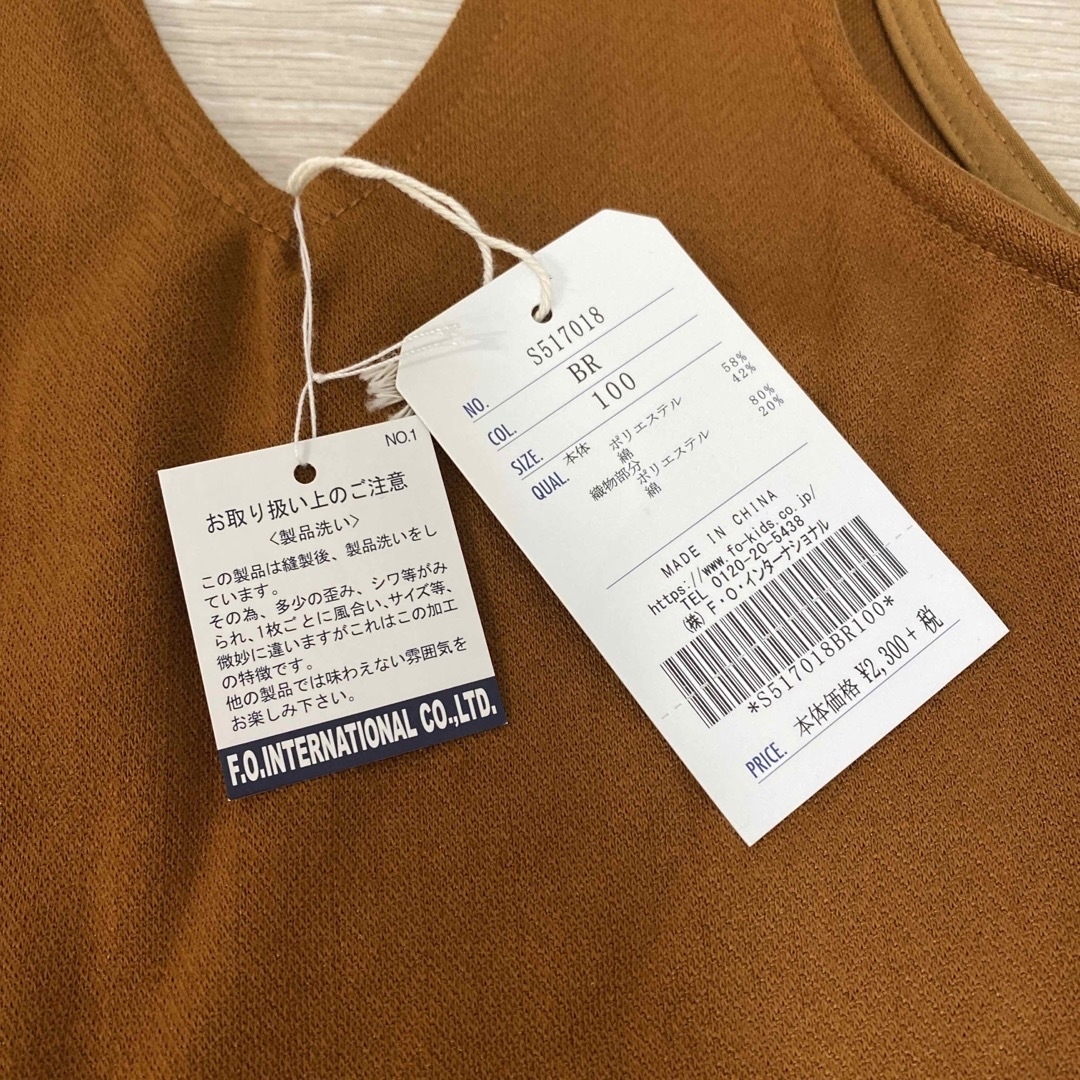 NO.1
お取り扱い上のご注意
〈製品洗い〉
この製品は縫製後、製品洗いをし
ています。
その為、多少の歪み、シワ等がみ
られ、1枚ごとに風合い、サイズ等、
微妙に違いますがこれはこの加工
の特徴です。
他の製品では味わえない雰囲気を
お楽しみ下さい。
F.O.INTERNATIONAL CO.,LTD.
NO. S517018
COL. BR
SIZE. 100
QUAL. 本体 ポリエステル 58%
綿 42%
織物部分
ポリエステル 80%
綿 20%
MADE IN CHINA
https://www.fo-kids.co.jp/
TEL 0120-20-5438
(株) F.O.インターナショナル
*S517018BR100*
PRICE. 本体価格 ¥2,300+ 税